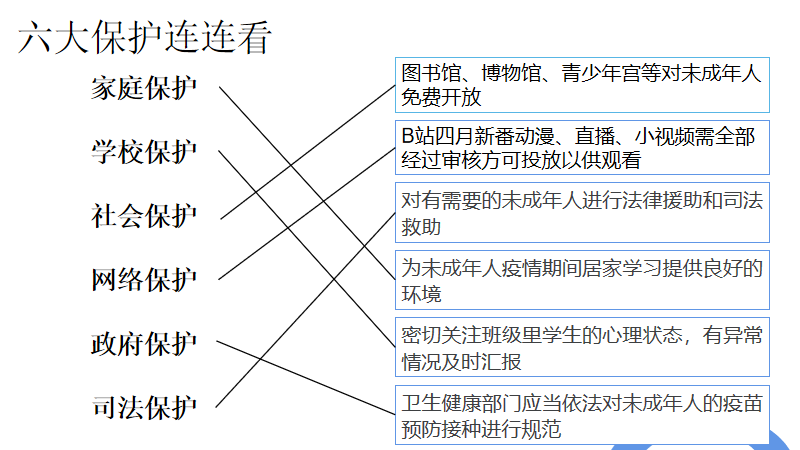 六大保护连连看
家庭保护
学校保护
社会保护
网络保护
政府保护
司法保护
图书馆、博物馆、青少年宫等对未成年人
免费开放
B站四月新番动漫、直播、小视频需全部
经过审核方可投放以供观看
对有需要的未成年人进行法律援助和司法
救助
为未成年人疫情期间居家学习提供良好的
环境
密切关注班级里学生的心理状态，有异常
情况及时汇报
卫生健康部门应当依法对未成年人的疫苗
预防接种进行规范